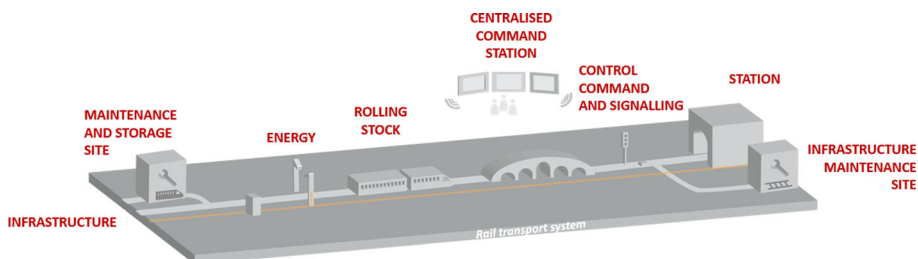 CENTRALISED
COMMAND
STATION
CONTROL
COMMAND
AND SIGNALLING
STATION
MAINTENANCE
AND STORAGE
SITE
ENERGY
ROLLING
STOCK
INFRASTRUCTURE
MAINTENANCE
SITE
INFRASTRUCTURE
Rail transport system